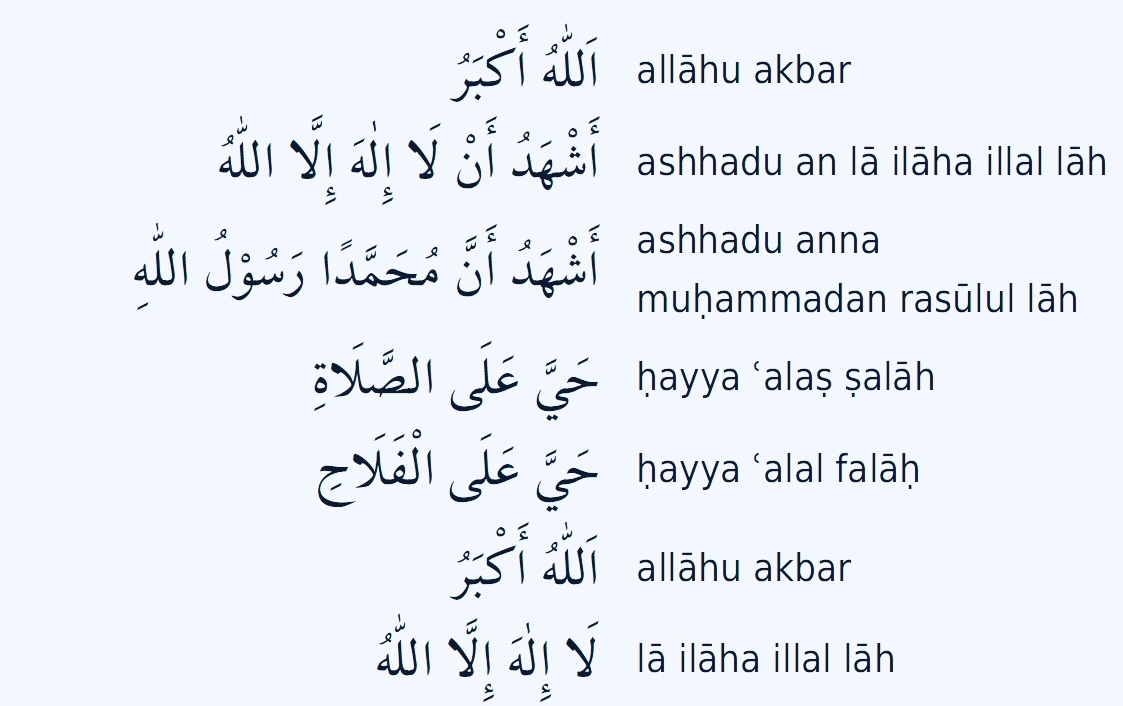 اَللّٰهُ أَكْبَرُ allāhu akbar
أَشْهَدُ أَنْ لَا إِلٰهَ إِلَّا اللّٰهُ ashhadu an lā ilāha illal lāh
أَشْهَدُ أَنَّ مُحَمَّدًا رَسُوْلُ اللّٰهِ ashhadu anna
muḥammadan rasūlul lāh
حَيَّ عَلَى الصَّلَاةِ ḥayya ʿalaṣ ṣalāh
حَيَّ عَلَى الْفَلَاحِ ḥayya ʿalal falāḥ
اَللّٰهُ أَكْبَرُ allāhu akbar
لَا إِلٰهَ إِلَّا اللّٰهُ lā ilāha illal lāh